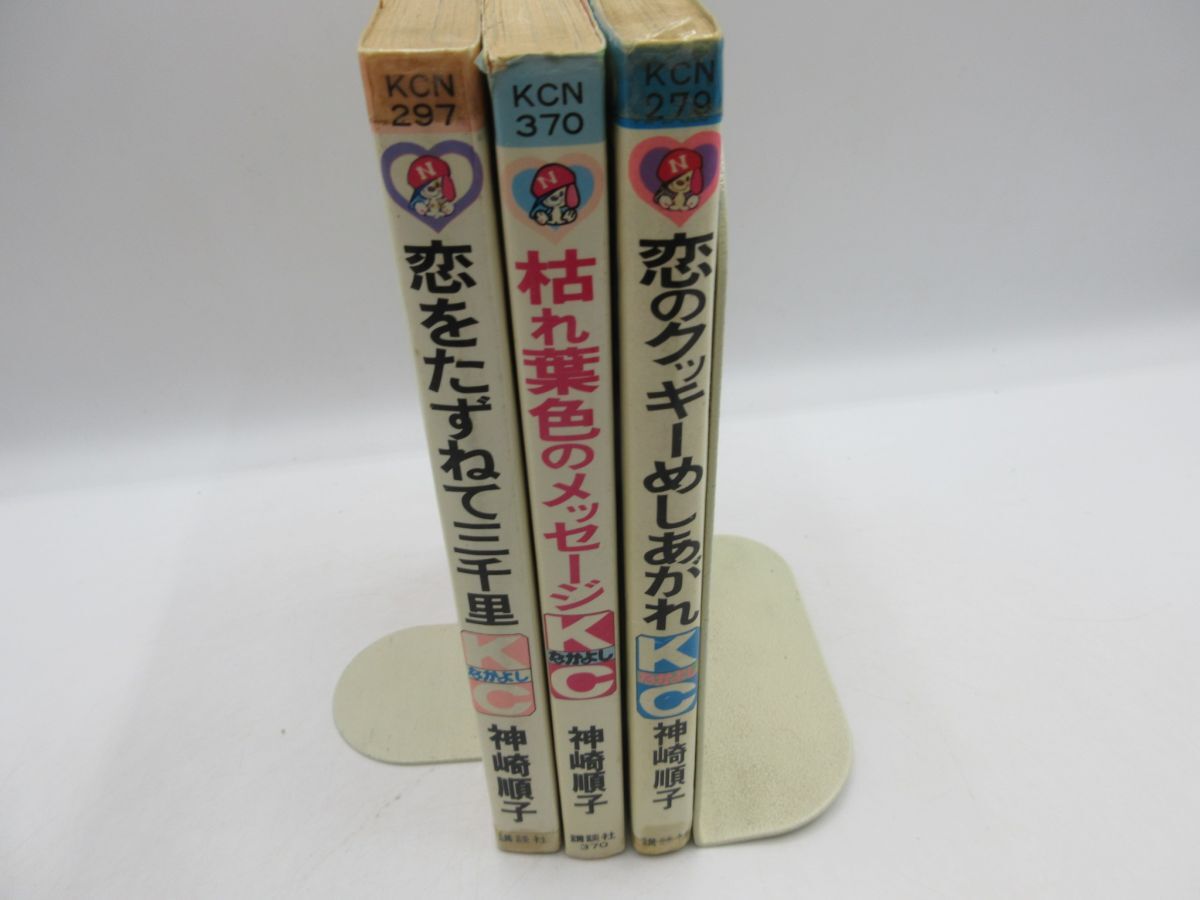 KCN
297
N
恋をたずねて三千里
K
なかよし
C
神崎順子
講談社
KCN
370
N
枯れ葉色のメッセージ
K
なかよし
C
神崎順子
講談社
370
KCN
279
N
恋のクッキーめしあがれ
K
なかよし
C
神崎順子